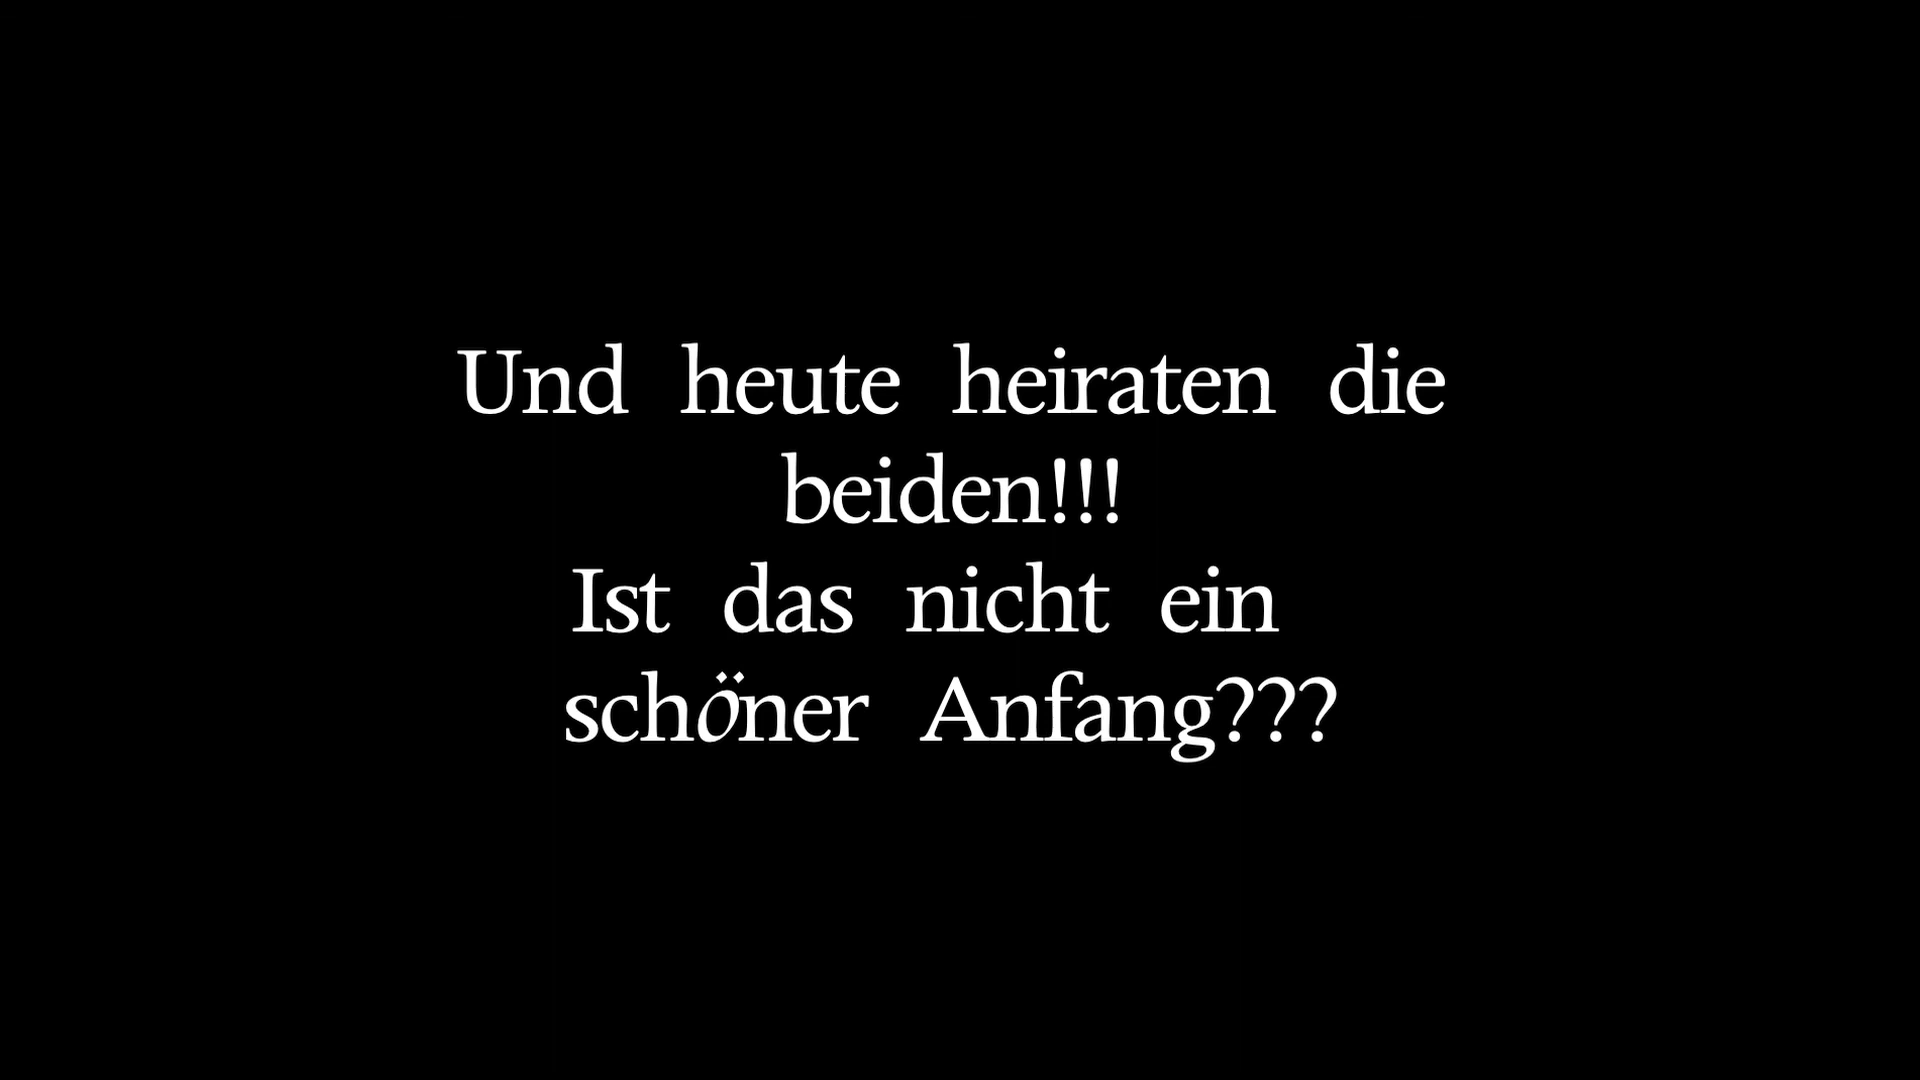 Und heute heiraten die
beiden!!!
Ist das nicht ein
schöner Anfang???